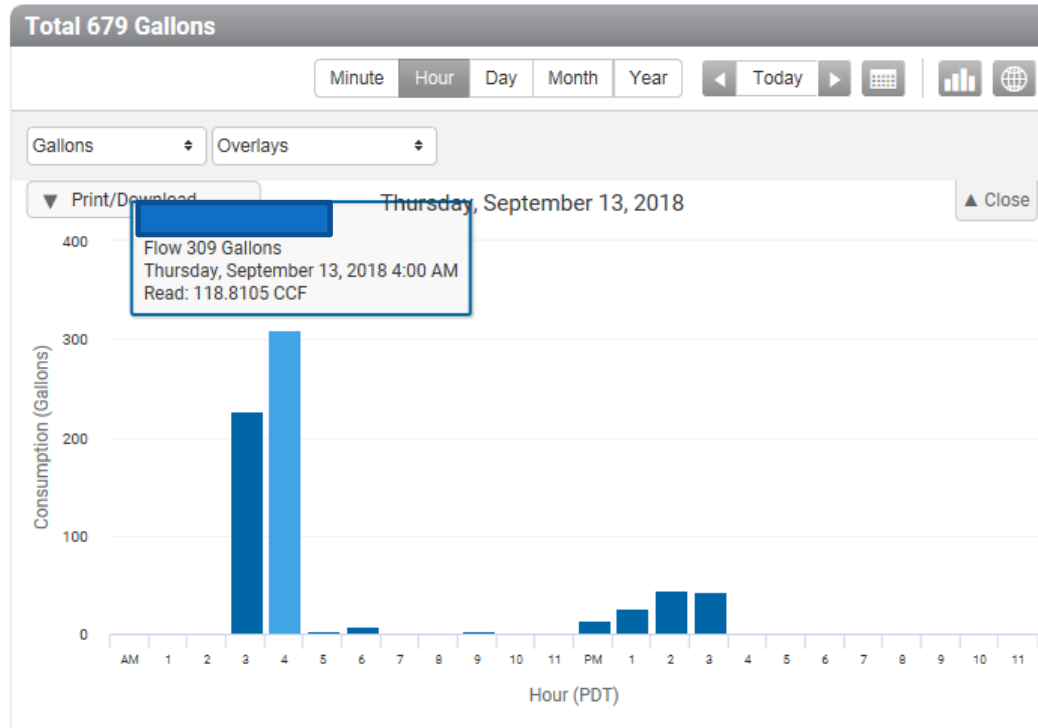 Total 679 Gallons
Minute Hour Day Month Year Today
Gallons Overlays
Print/Download Thursday, September 13, 2018 Close
Flow 309 Gallons
Thursday, September 13, 2018 4:00 AM
Read: 118.8105 CCF
Consumption (Gallons)
400
300
200
100
0
AM 1 2 3 4 5 6 7 8 9 10 11 PM 1 2 3 4 5 6 7 8 9 10 11
Hour (PDT)